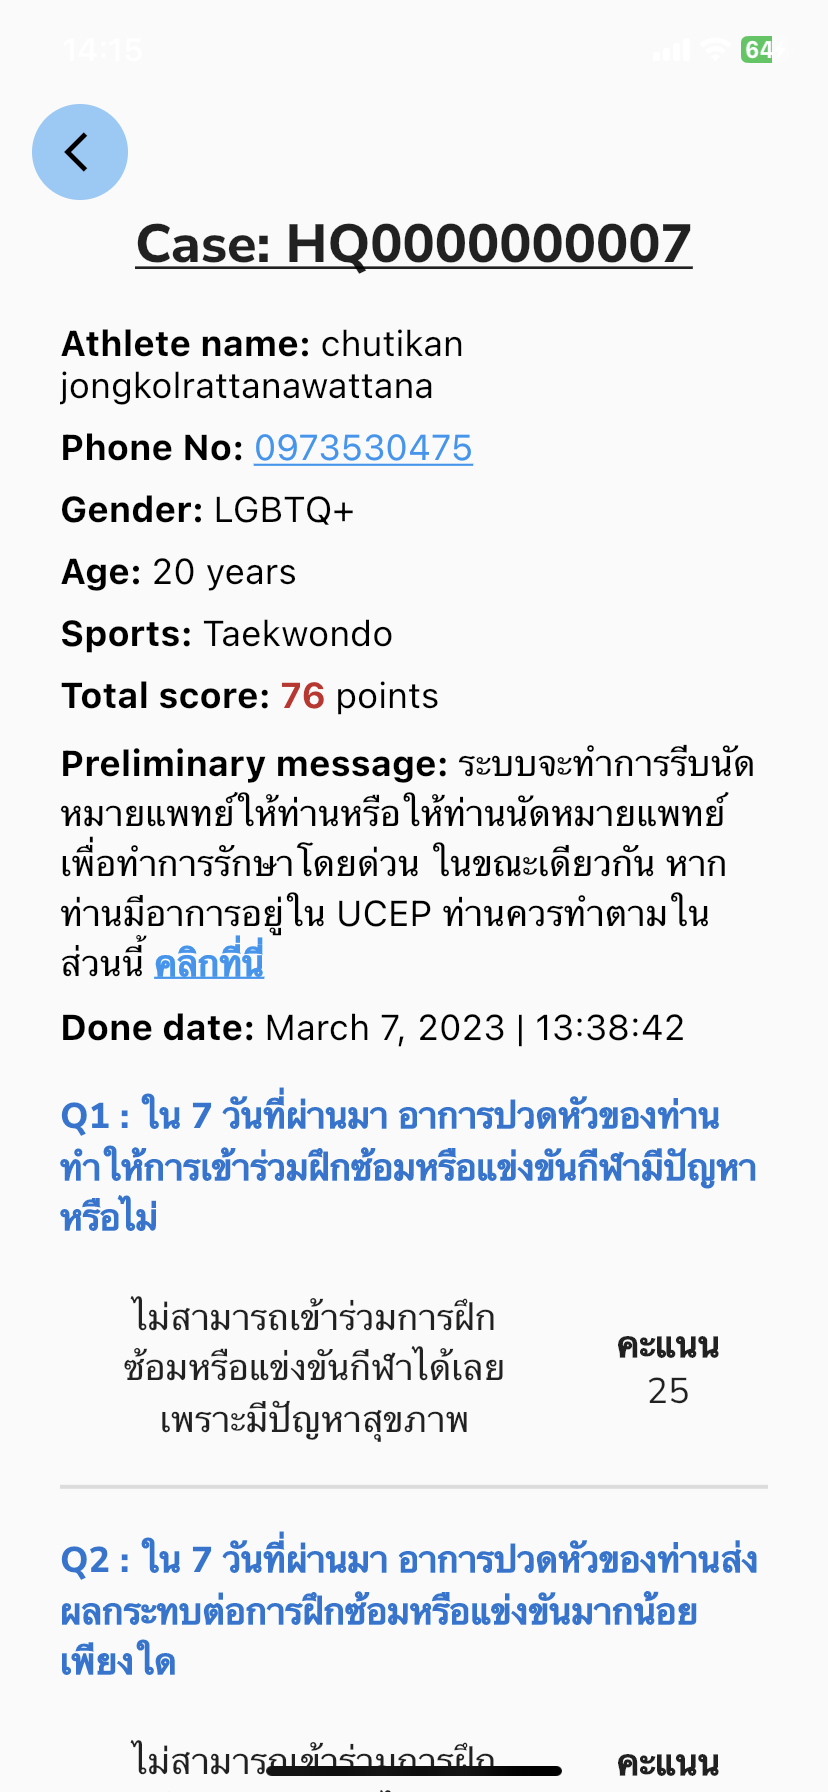 14:15
64
Case: HQ0000000007
Athlete name: chutikan
jongkolrattanawattana
Phone No: 0973530475
Gender: LGBTQ+
Age: 20 years
Sports: Taekwondo
Total score: 76 points
Preliminary message: ระบบจะทำการรีบนัด
หมายแพทย์ให้ท่านหรือให้ท่านนัดหมายแพทย์
เพื่อทำการรักษาโดยด่วน ในขณะเดียวกัน หาก
ท่านมีอาการอยู่ใน UCEP ท่านควรทำตามใน
ส่วนนี้ คลิกที่นี่
Done date: March 7, 2023 | 13:38:42
Q1 : ใน 7 วันที่ผ่านมา อาการปวดหัวของท่าน
ทำให้การเข้าร่วมฝึกซ้อมหรือแข่งขันกีฬามีปัญหา
หรือไม่
ไม่สามารถเข้าร่วมการฝึก
ซ้อมหรือแข่งขันกีฬาได้เลย
เพราะมีปัญหาสุขภาพ
คะแนน
25
Q2 : ใน 7 วันที่ผ่านมา อาการปวดหัวของท่านส่ง
ผลกระทบต่อการฝึกซ้อมหรือแข่งขันมากน้อย
เพียงใด
ไม่สามารถเข้าร่วมการฝึก
คะแนน